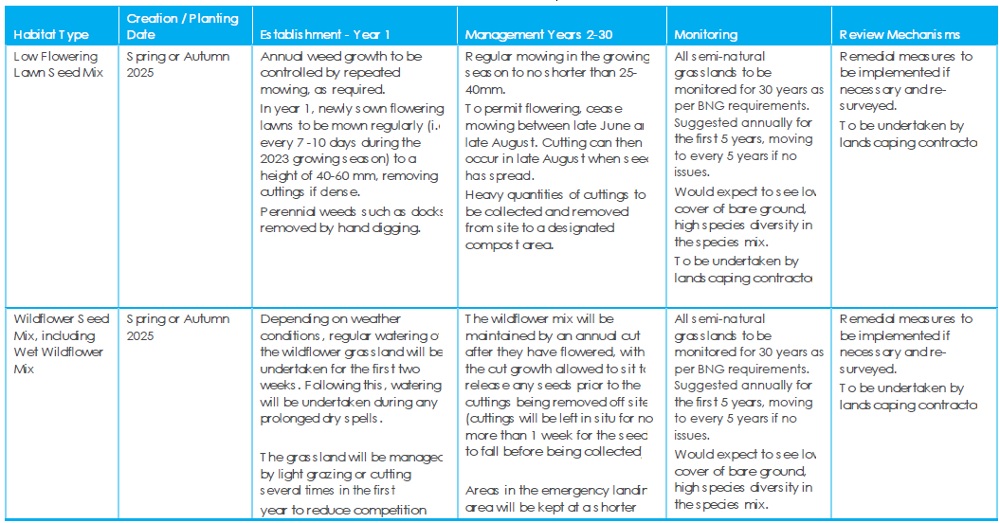 Habitat Type
Creation / Planting
Date
Establishment - Year 1
Management Years 2-30
Monitoring
Review Mechanisms
Low Flowering
Lawn Seed Mix
Spring or Autumn
2025
Annual weed growth to be
controlled by repeated
mowing, as required.
In year 1, newly sown flowering
lawns to be mown regularly (i.e
every 7 -10 days during the
2023 growing season) to a
height of 40-60 mm, removing
cuttings if dense.
Perennial weeds such as docks
removed by hand digging.
Regular mowing in the growing
season to no shorter than 25-
40mm.
To permit flowering, cease
mowing between late June an
late August. Cutting can then
occur in late August when seed
has spread.
Heavy quantities of cuttings to
be collected and removed
from site to a designated
compost area.
All semi-natural
grasslands to be
monitored for 30 years as
per BNG requirements.
Suggested annually for
the first 5 years, moving
to every 5 years if no
issues.
Would expect to see low
cover of bare ground,
high species diversity in
the species mix.
To be undertaken by
landscaping contracto
Remedial measures to
be implemented if
necessary and re-
surveyed.
To be undertaken by
landscaping contracto
Wildflower Seed
Mix, including
Wet Wildflower
Mix
Spring or Autumn
2025
Depending on weather
conditions, regular watering of
the wildflower grassland will be
undertaken for the first two
weeks. Following this, watering
will be undertaken during any
prolonged dry spells.
The grassland will be managed
by light grazing or cutting
several times in the first
year to reduce competition
The wildflower mix will be
maintained by an annual cut
after they have flowered, with
the cut growth allowed to sit to
release any seeds prior to the
cuttings being removed off site
(cuttings will be left in situ for no
more than 1 week for the seed
to fall before being collected
Areas in the emergency landin
area will be kept at a shorter
All semi-natural
grasslands to be
monitored for 30 years as
per BNG requirements.
Suggested annually for
the first 5 years, moving
to every 5 years if no
issues.
Would expect to see low
cover of bare ground,
high species diversity in
the species mix.
Remedial measures to
be implemented if
necessary and re-
surveyed.
To be undertaken by
landscaping contracto